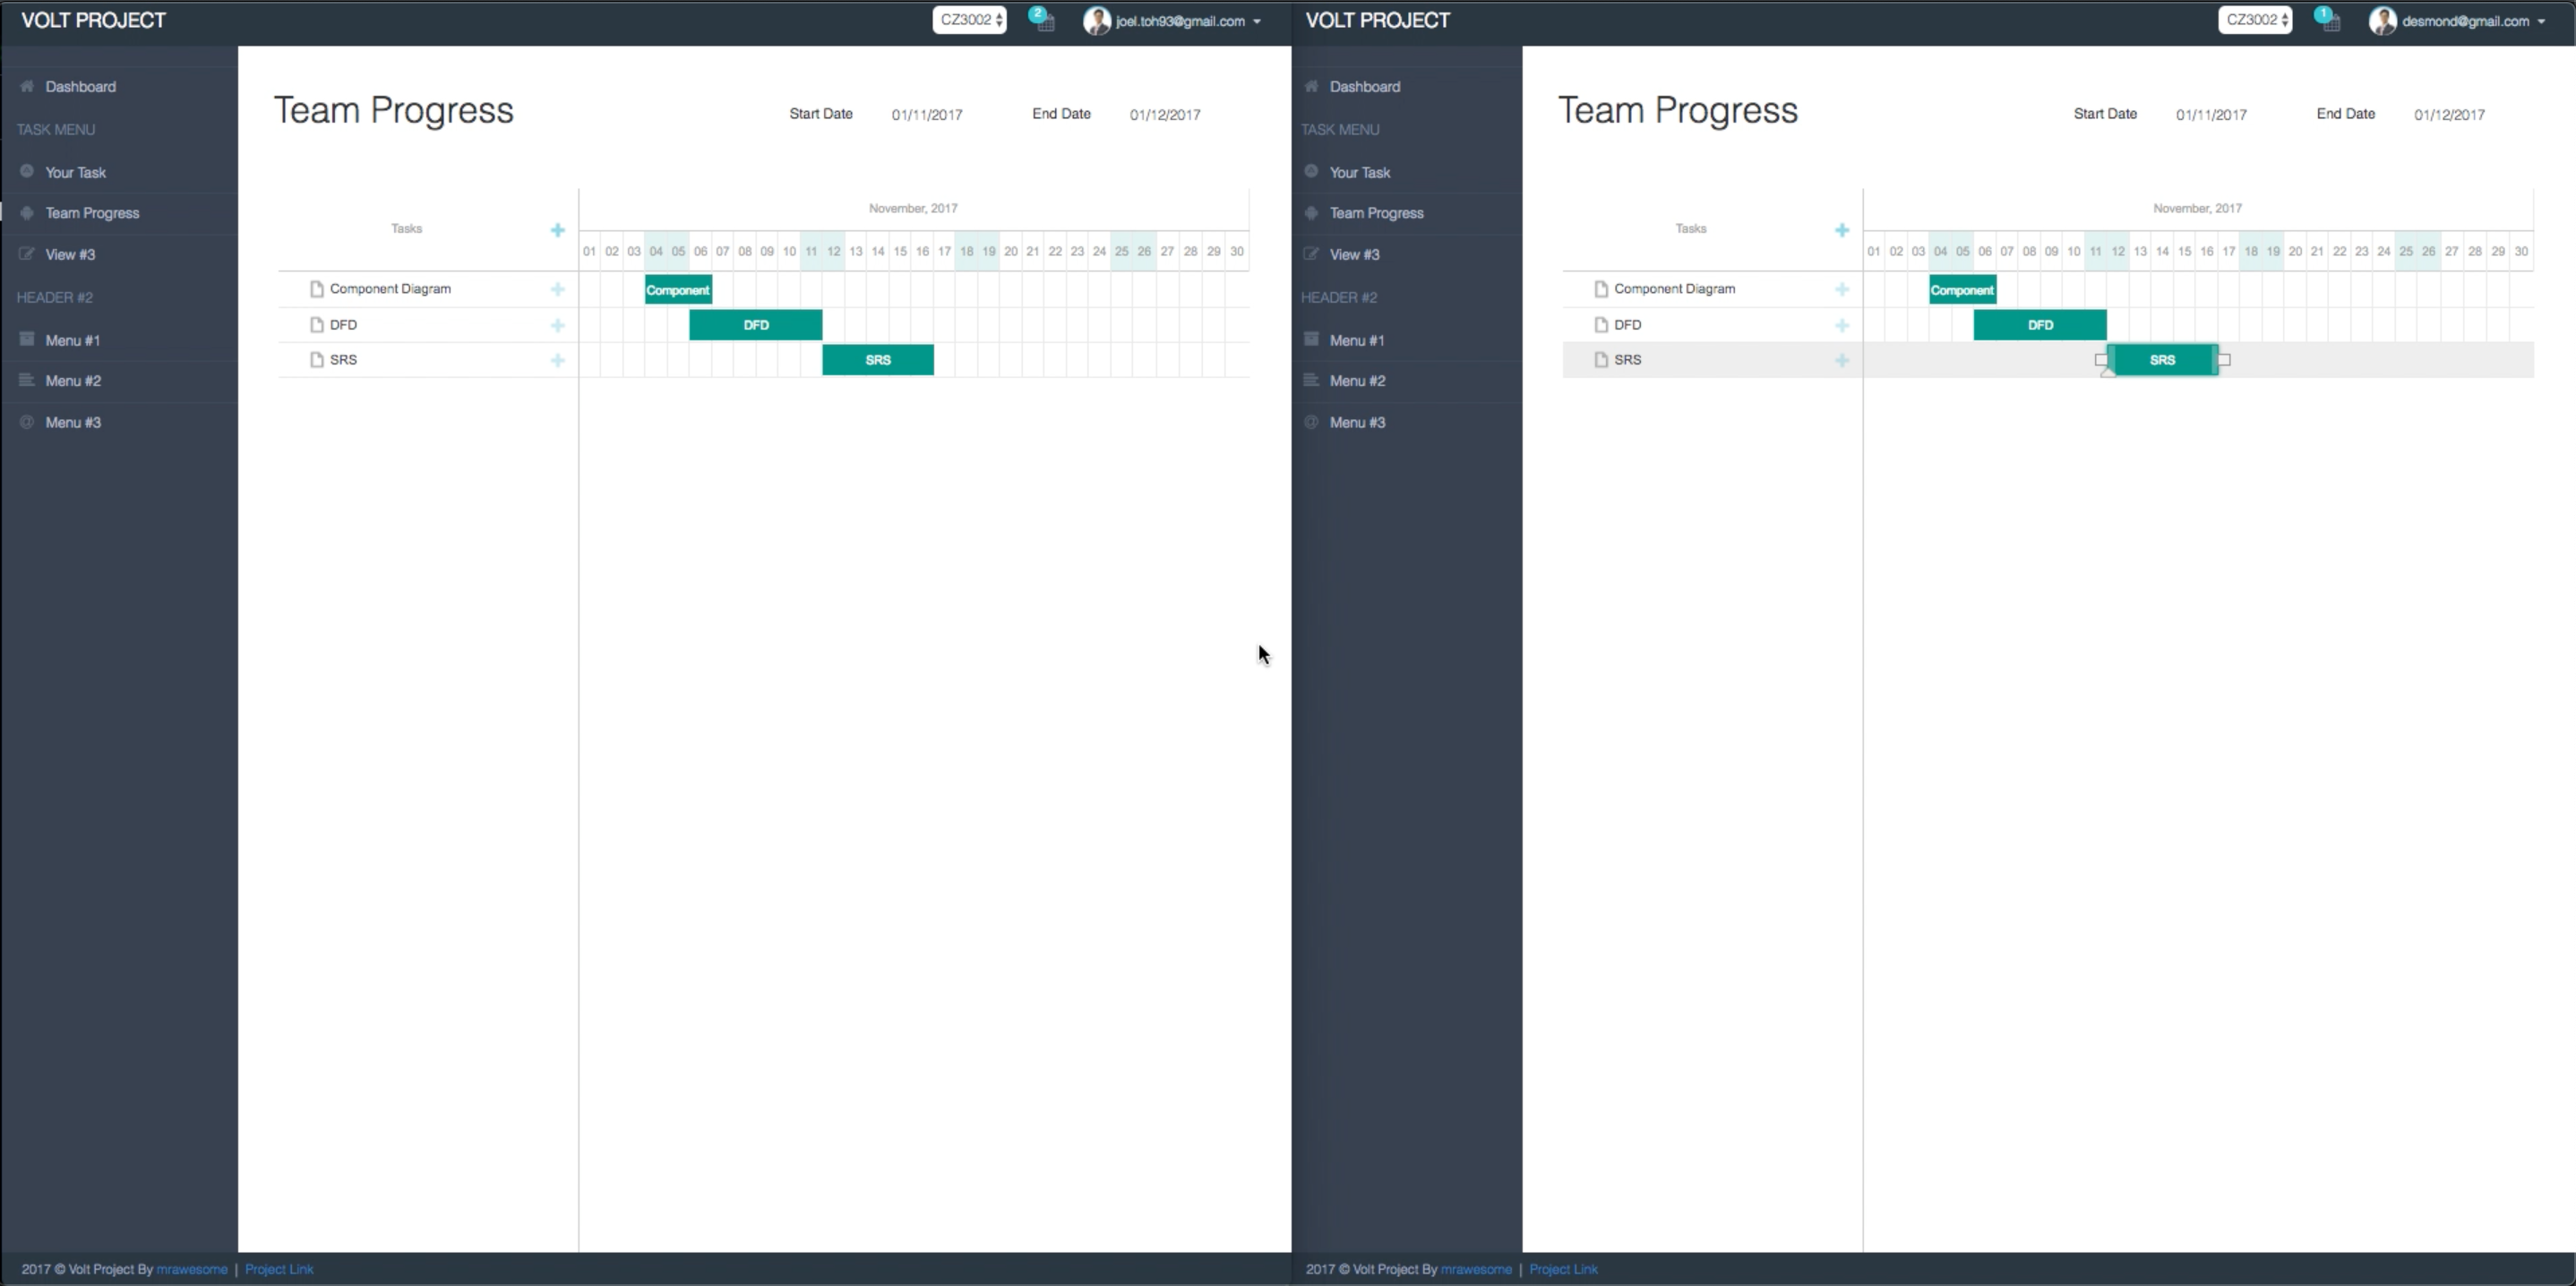 VOLT PROJECT
CZ3002
2
joel.toh93@gmail.com
Dashboard
TASK MENU
Your Task
Team Progress
View #3
HEADER #2
Menu #1
Menu #2
Menu #3
Team Progress
Start Date 01/11/2017 End Date 01/12/2017
November, 2017
Tasks
01 02 03 04 05 06 07 08 09 10 11 12 13 14 15 16 17 18 19 20 21 22 23 24 25 26 27 28 29 30
Component Diagram Component
DFD DFD
SRS SRS
2017 © Volt Project By mrawesome | Project Link
VOLT PROJECT
CZ3002
1
desmond@gmail.com
Dashboard
TASK MENU
Your Task
Team Progress
View #3
HEADER #2
Menu #1
Menu #2
Menu #3
Team Progress
Start Date 01/11/2017 End Date 01/12/2017
November, 2017
Tasks
01 02 03 04 05 06 07 08 09 10 11 12 13 14 15 16 17 18 19 20 21 22 23 24 25 26 27 28 29 30
Component Diagram Component
DFD DFD
SRS SRS
2017 © Volt Project By mrawesome | Project Link